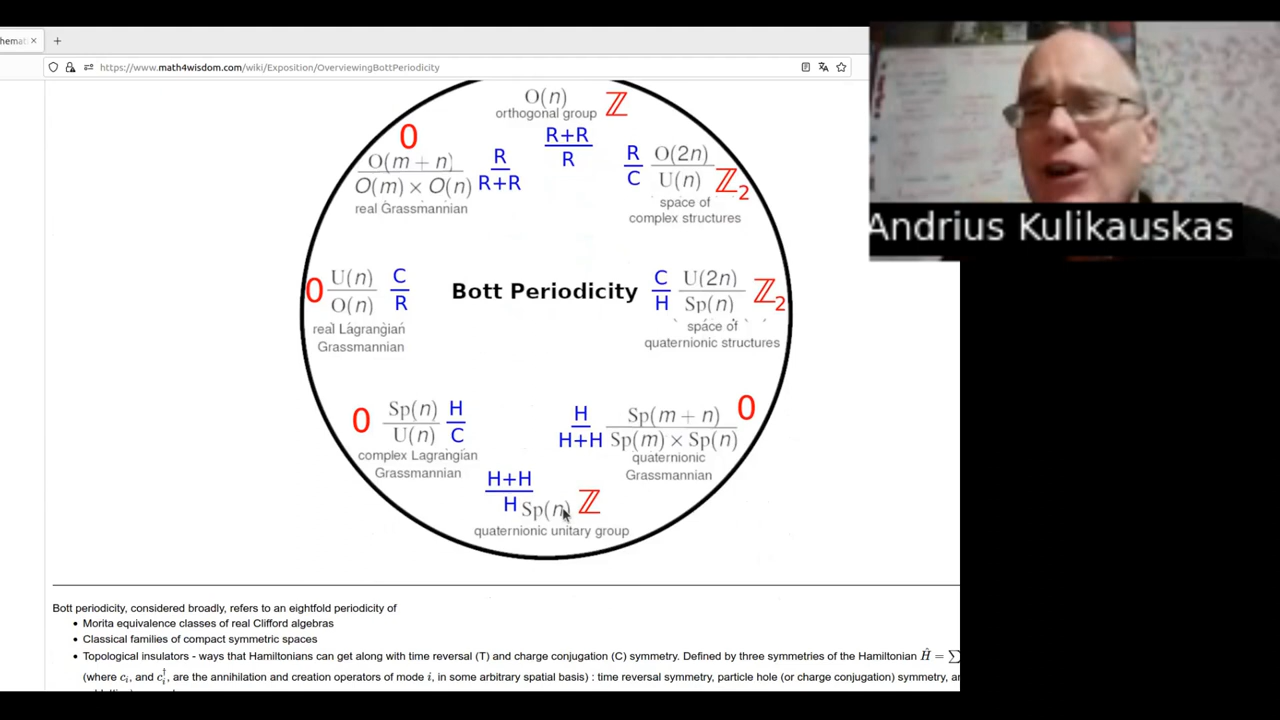 hemat
https://www.math4wisdom.com/wiki/Exposition/OverviewingBottPeriodicity
O(n) ℤ
orthogonal group
R+R
R
0
O(m + n)
O(m) × O(n)
real Grassmannian
R
R+R
R
C
O(2n)
U(n)
ℤ2
space of
complex structures
0
U(n)
O(n)
C
R
real Lagrangian
Grassmannian
Bott Periodicity
C
H
U(2n)
Sp(n)
ℤ2
space of
quaternionic structures
0
Sp(n)
U(n)
H
C
complex Lagrangian
Grassmannian
H
H+H
Sp(m + n)
Sp(m) × Sp(n)
0
quaternionic
Grassmannian
H+H
H
Sp(n) ℤ
quaternionic unitary group
Andrius Kulikauskas
Bott periodicity, considered broadly, refers to an eightfold periodicity of
Morita equivalence classes of real Clifford algebras
Classical families of compact symmetric spaces
Topological insulators - ways that Hamiltonians can get along with time reversal (T) and charge conjugation (C) symmetry. Defined by three symmetries of the Hamiltonian Ĥ = ∑
(where cᵢ, and cᵢ†, are the annihilation and creation operators of mode i, in some arbitrary spatial basis) : time reversal symmetry, particle hole (or charge conjugation) symmetry, a